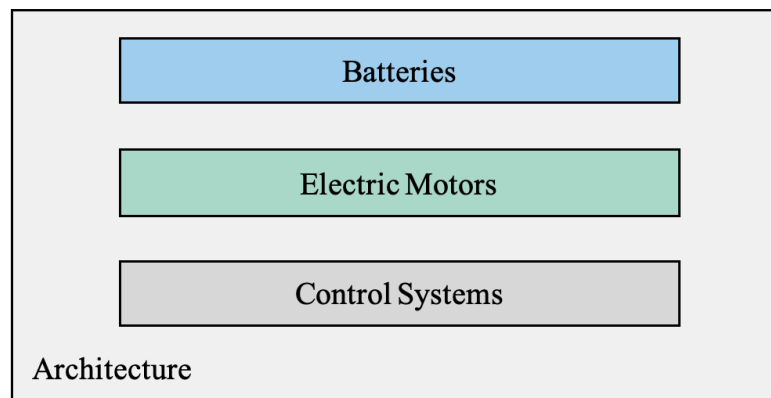 Batteries
Electric Motors
Control Systems
Architecture